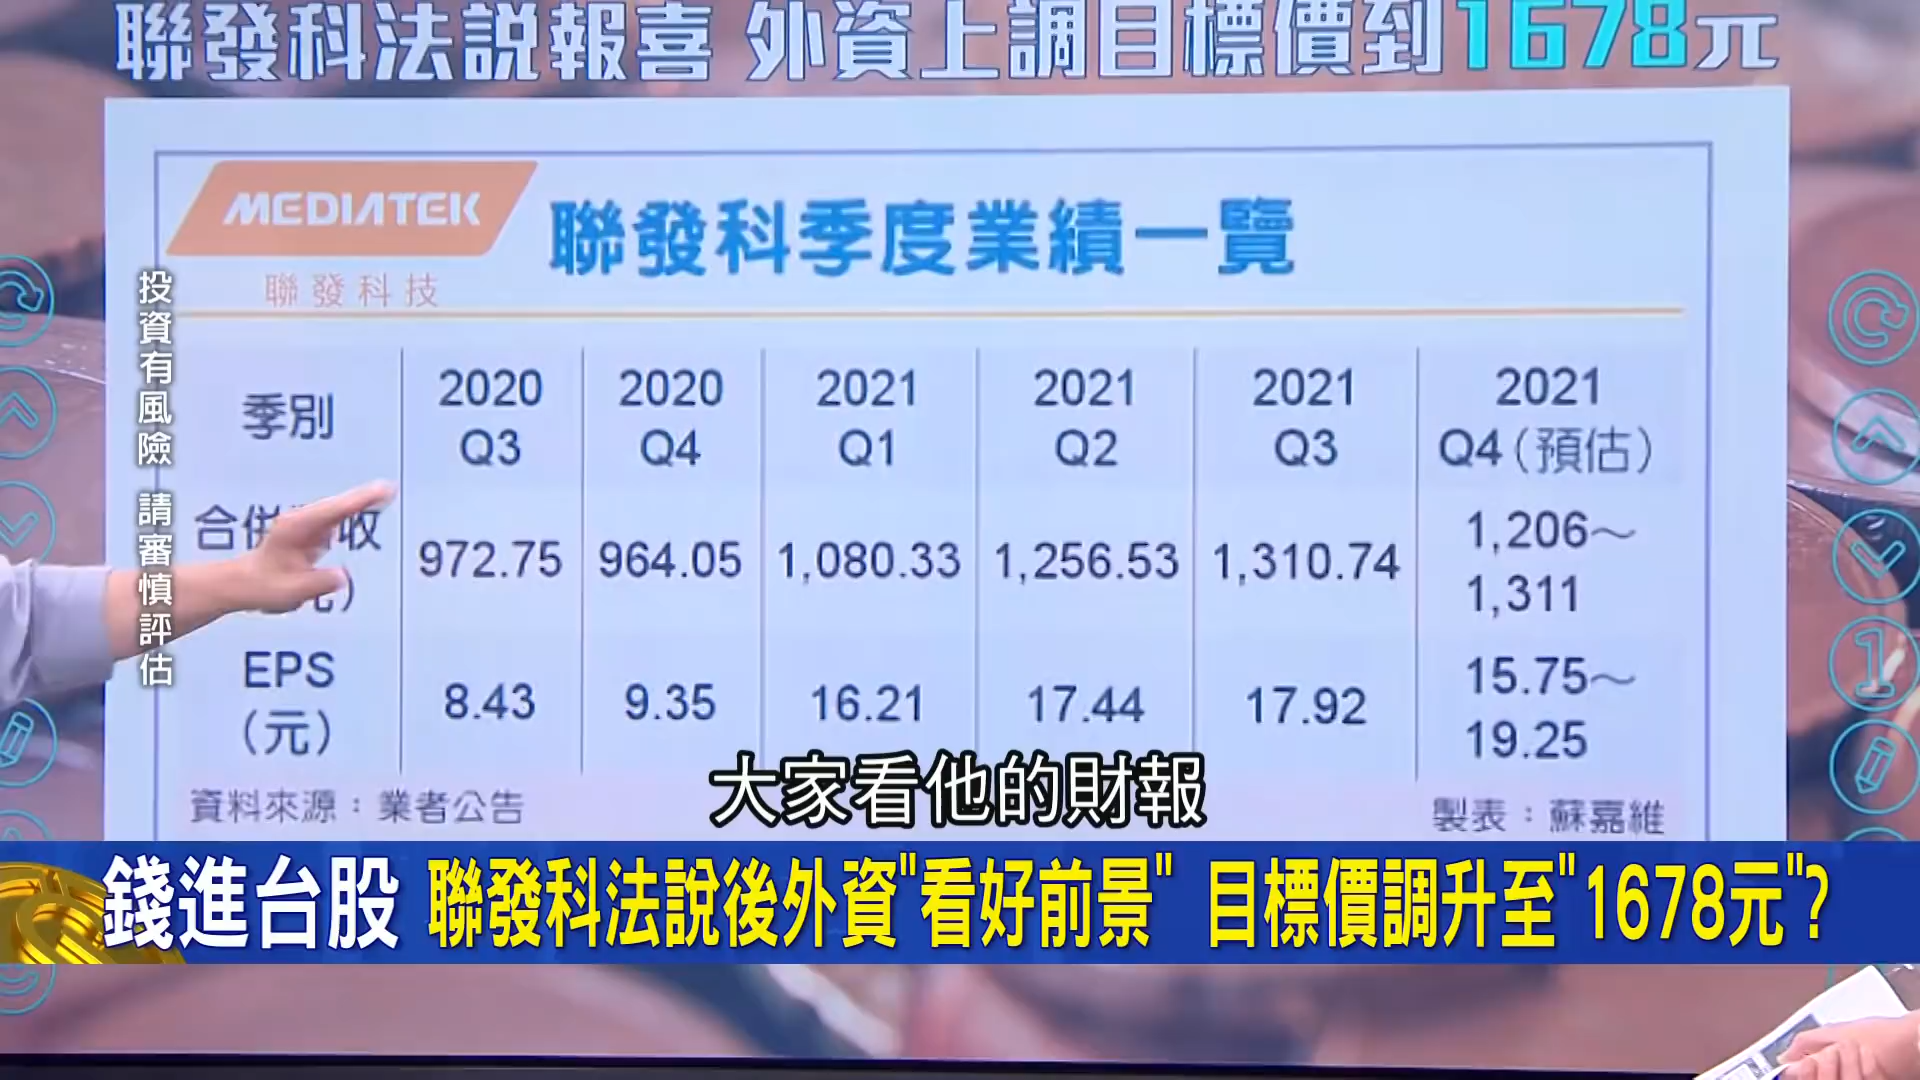 聯發科法說報喜 外資上調目標價到1678元
MEDIATEK
聯發科技
聯發科季度業績一覽
投資有風險 請審慎評估
季別 2020 Q3 2020 Q4 2021 Q1 2021 Q2 2021 Q3 2021 Q4(預估)
合併 收 元) 972.75 964.05 1,080.33 1,256.53 1,310.74 1,206~1,311
EPS (元) 8.43 9.35 16.21 17.44 17.92 15.75~19.25
資料來源：業者公告 製表：蘇嘉維
大家看他的財報
錢進台股 聯發科法說後外資"看好前景" 目標價調升至"1678元"?
1